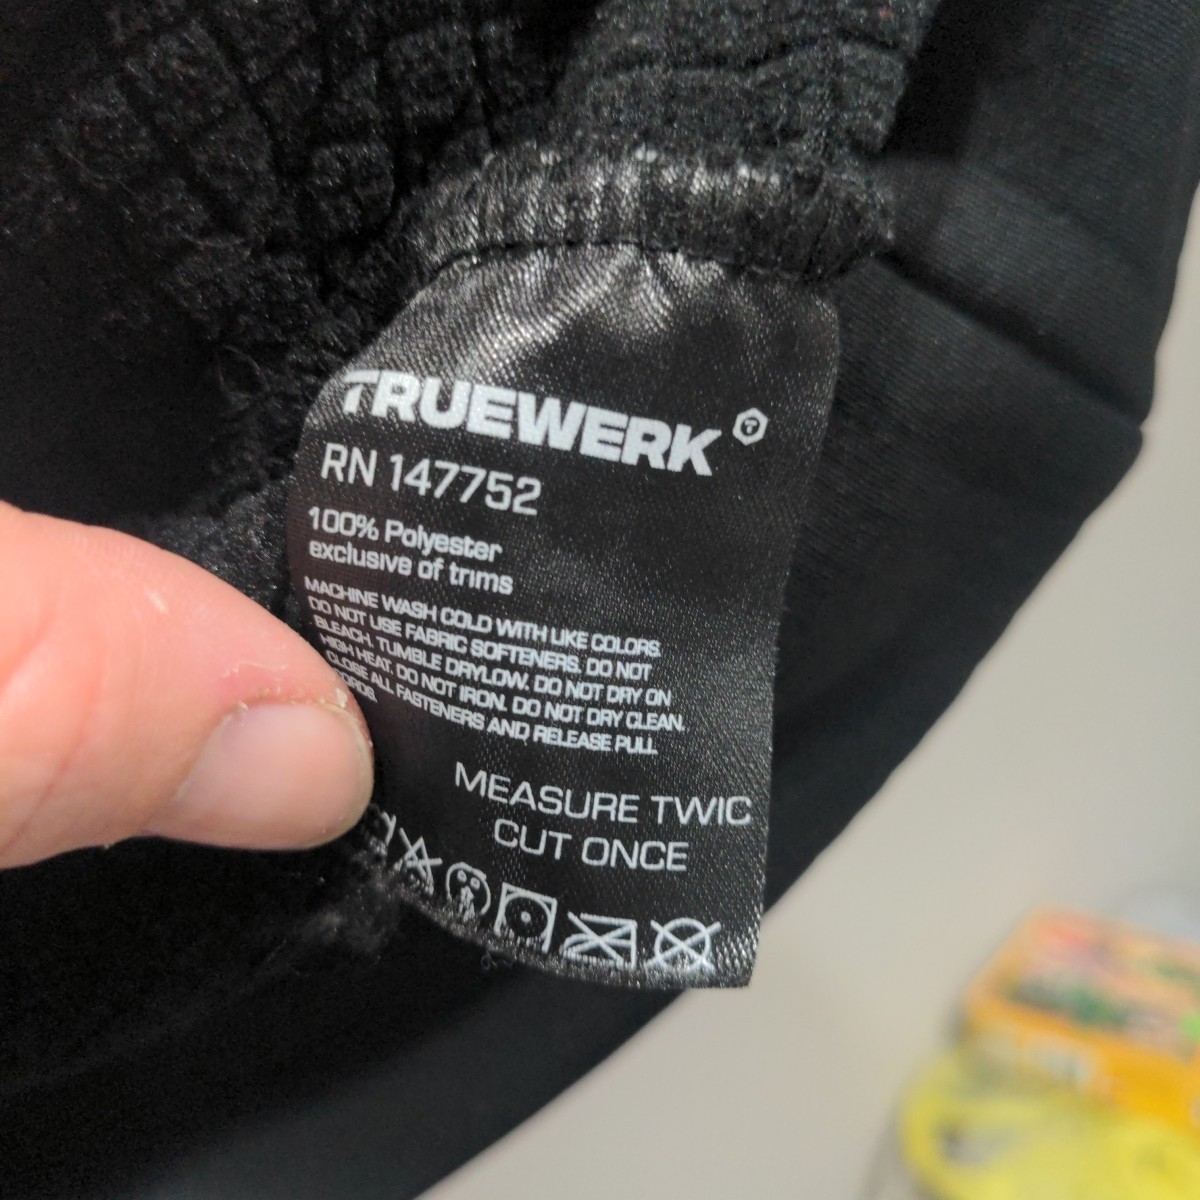 TRUEWERK
RN 147752
100% Polyester
exclusive of trims
MACHINE WASH COLD WITH LIKE COLORS.
DO NOT USE FABRIC SOFTENERS. DO NOT
BLEACH. TUMBLE DRYLOW. DO NOT DRY ON
HIGH HEAT. DO NOT IRON. DO NOT DRY CLEAN.
CLOSE ALL FASTENERS AND RELEASE PULL
CORDS.
MEASURE TWIC
CUT ONCE